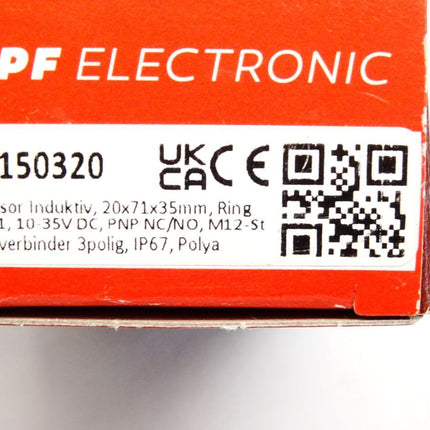 PF ELECTRONIC
150320 UK CA CE
sor Induktiv, 20x71x35mm, Ring
1, 10-35V DC, PNP NC/NO, M12-St
verbinder 3polig, IP67, Polya